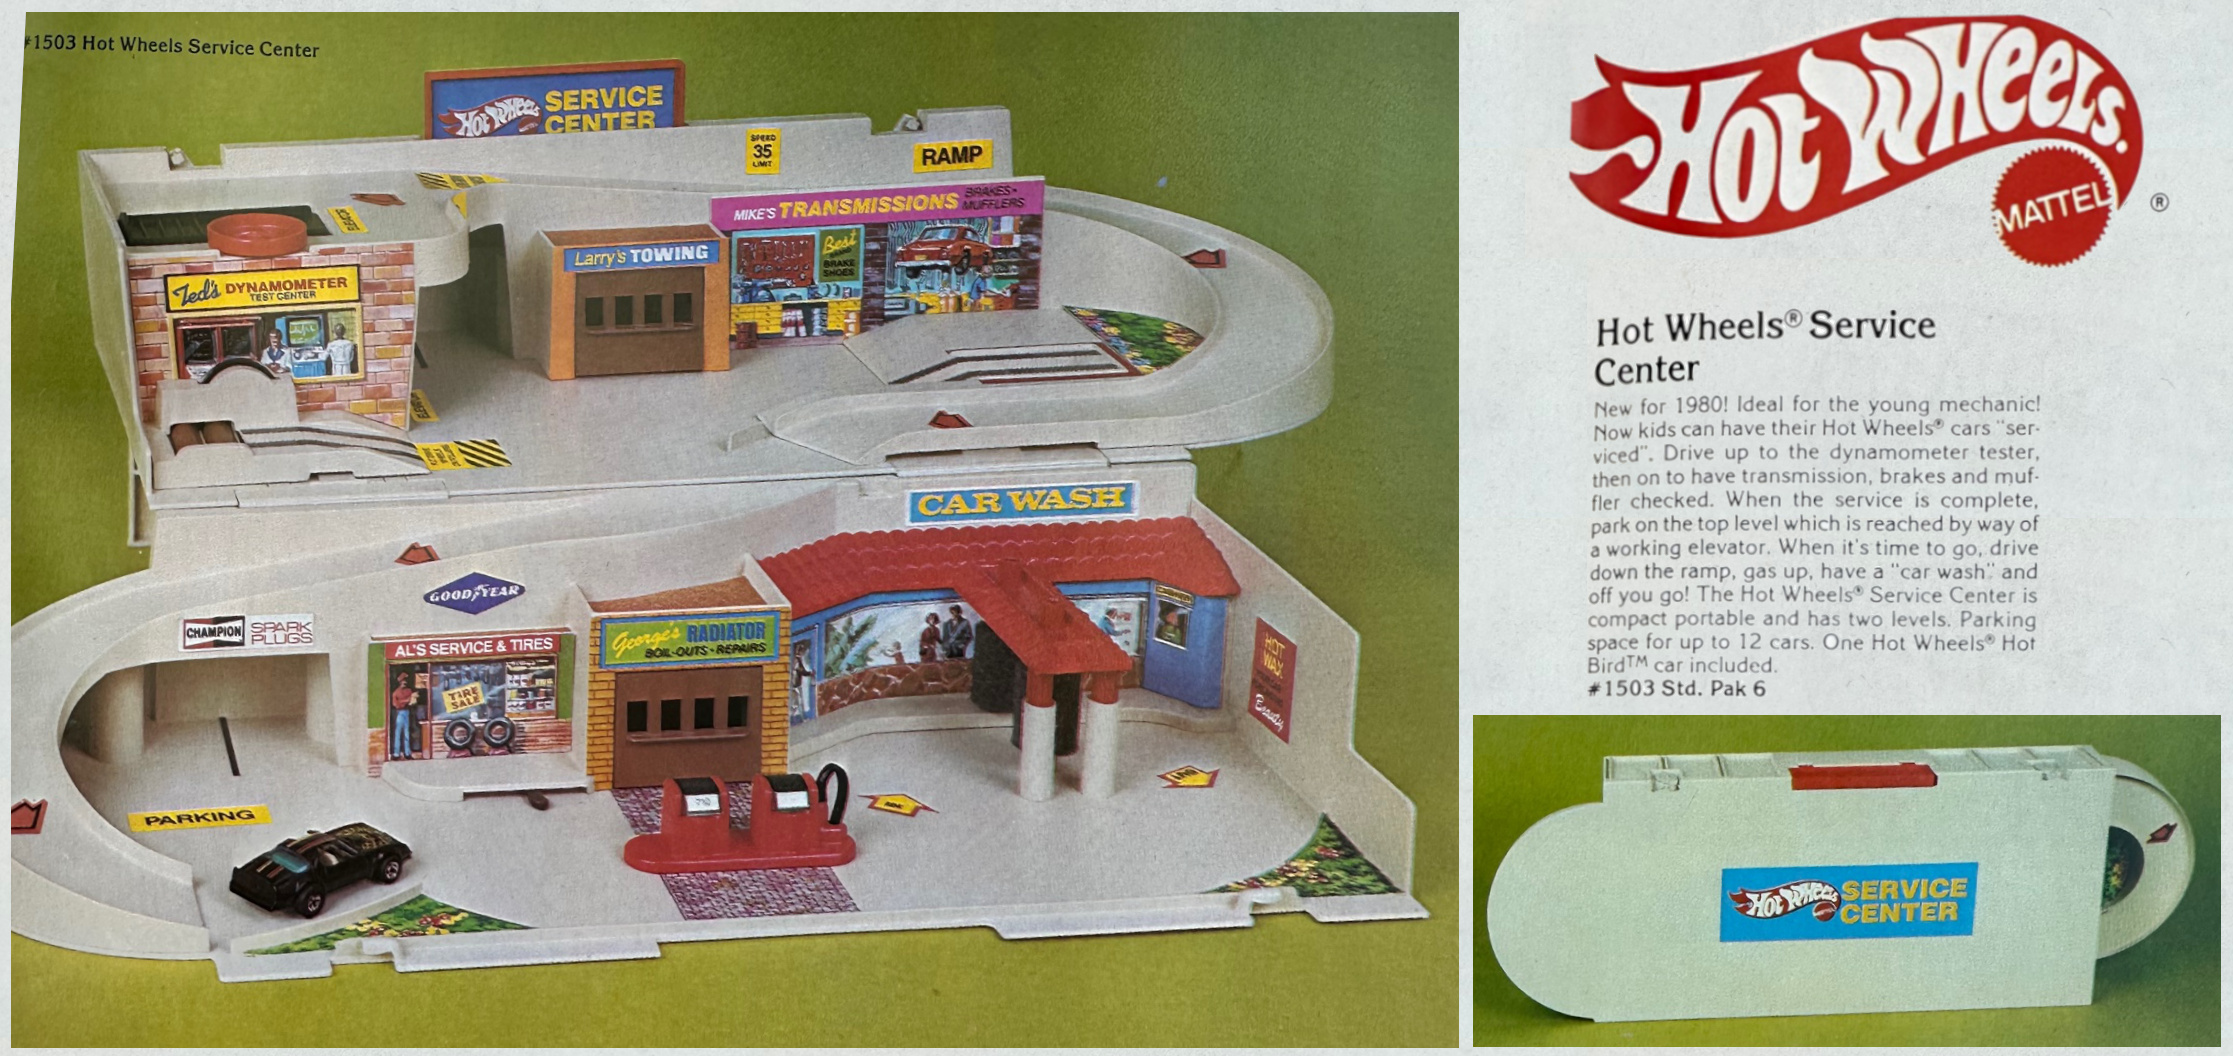 #1503 Hot Wheels Service Center
Hot Wheels
SERVICE
CENTER
SPEED
35
LIMIT
RAMP
MIKE'S TRANSMISSIONS BRAKES-
MUFFLERS
Best
BRAKE
SHOES
Larry's TOWING
Ted's DYNAMOMETER
TEST CENTER
CAR WASH
GOODYEAR
CHAMPION SPARK
PLUGS
AL'S SERVICE & TIRES
TIRE
SALE
George's RADIATOR
BOIL-OUTS-REPAIRS
HOT
WAX
Beauty
PARKING
Hot Wheels®
MATTEL
Hot Wheels® Service
Center
New for 1980! Ideal for the young mechanic!
Now kids can have their Hot Wheels® cars "ser-
viced". Drive up to the dynamometer tester,
then on to have transmission, brakes and muf-
fler checked. When the service is complete,
park on the top level which is reached by way of
a working elevator. When it's time to go, drive
down the ramp, gas up, have a "car wash" and
off you go! The Hot Wheels® Service Center is
compact portable and has two levels. Parking
space for up to 12 cars. One Hot Wheels® Hot
Bird™ car included.
#1503 Std. Pak 6
Hot Wheels SERVICE
CENTER